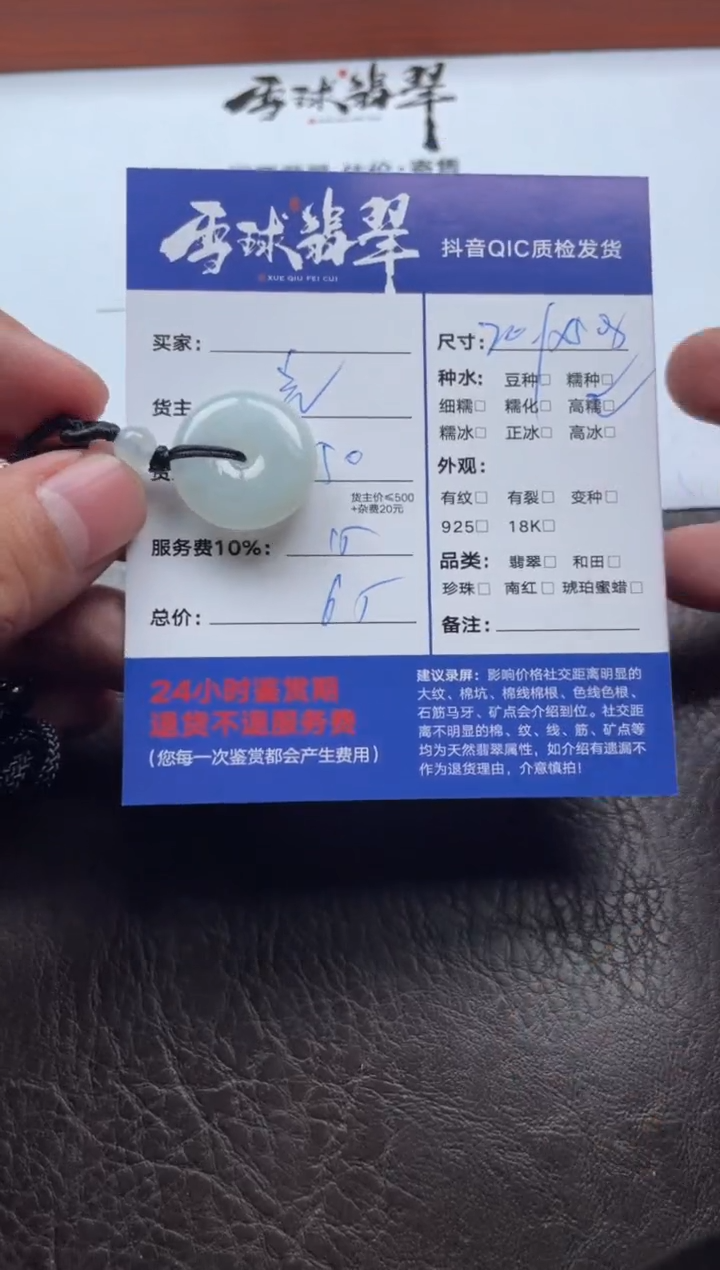 雪球翡翠
雪球翡翠
XUE QIU FEI CUI
抖音QIC质检发货
买家:
货主
50
货主价≤500
+杂费20元
服务费10%: 15
总价: 65
24小时鉴赏期
退货不退服务费
(您每一次鉴赏都会产生费用)
尺寸:
种水: 豆种□ 糯种□
细糯□ 糯化□ 高糯□
糯冰□ 正冰□ 高冰□
外观:
有纹□ 有裂□ 变种□
925□ 18K□
品类: 翡翠□ 和田□
珍珠□ 南红□ 琥珀蜜蜡□
备注:
建议录屏: 影响价格社交距离明显的
大纹、棉坑、棉线棉根、色线色根、
石筋马牙、矿点会介绍到位。社交距
离不明显的棉、纹、线、筋、矿点等
均为天然翡翠属性, 如介绍有遗漏不
作为退货理由, 介意慎拍!